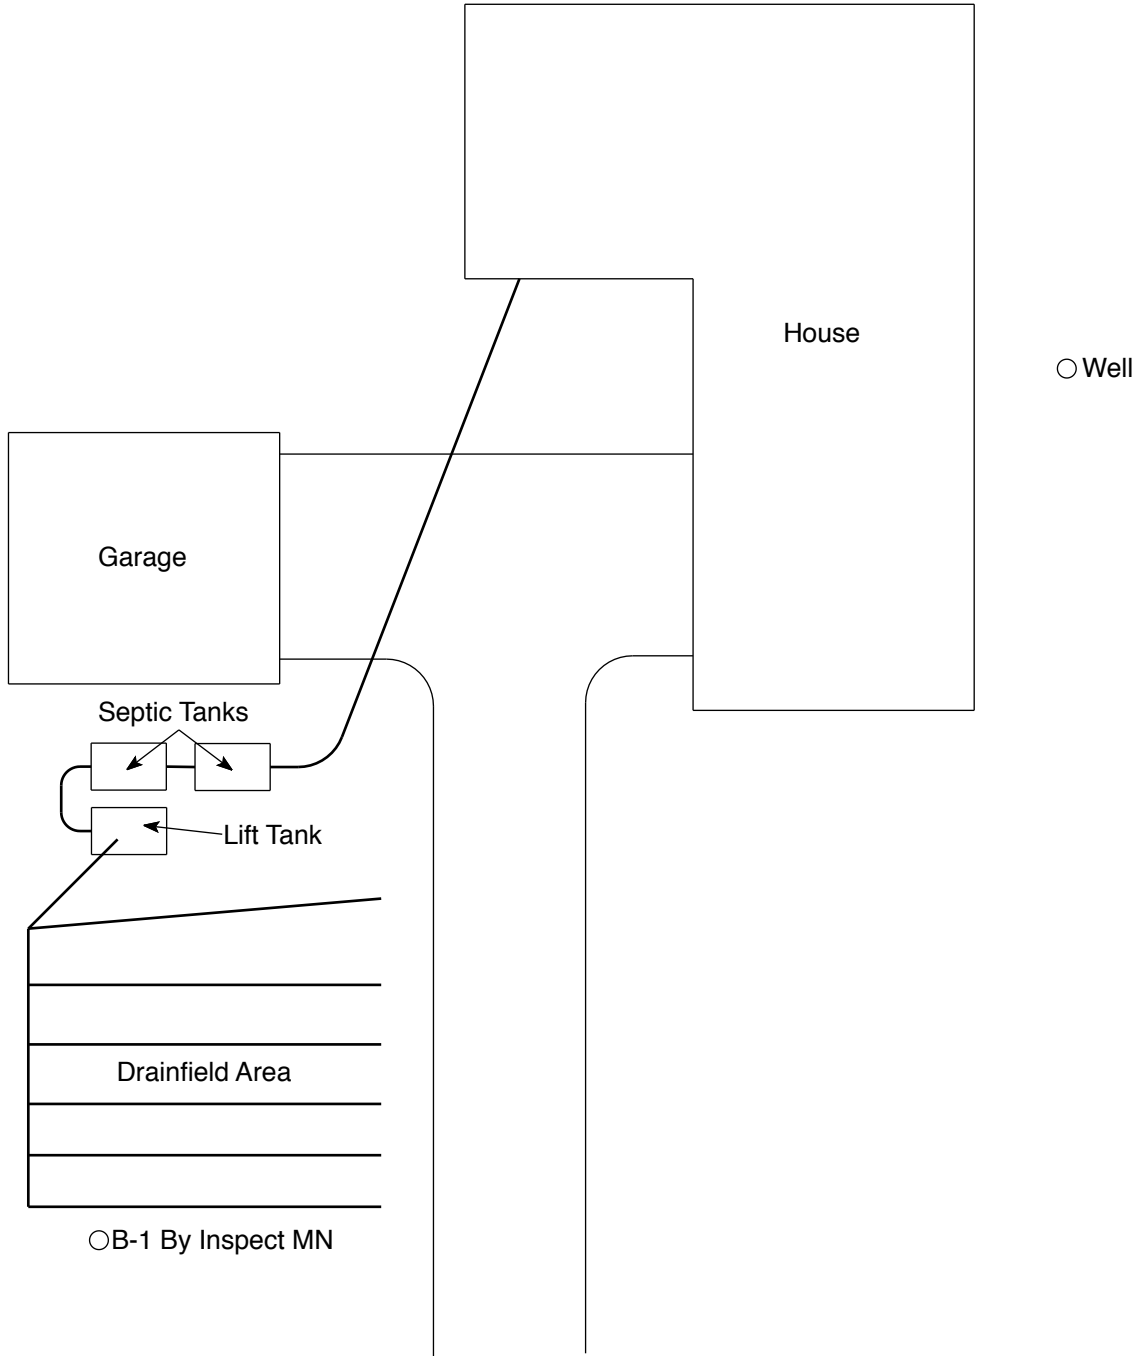 House
Well
Garage
Septic Tanks
Lift Tank
Drainfield Area
B-1 By Inspect MN